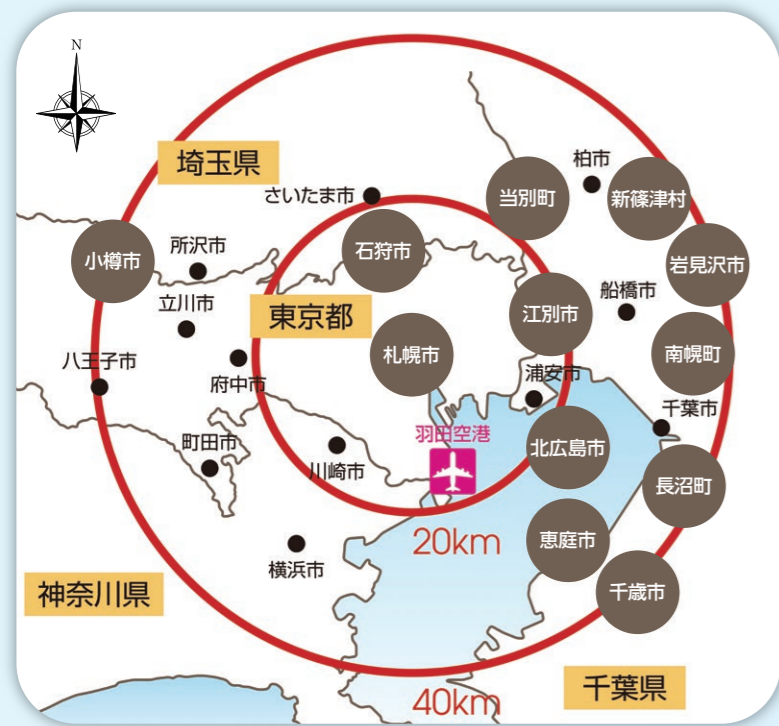 N
埼玉県
さいたま市
柏市
当別町
新篠津村
小樽市
所沢市
石狩市
岩見沢市
立川市
東京都
江別市
船橋市
八王子市
府中市
札幌市
浦安市
南幌町
町田市
川崎市
羽田空港
北広島市
千葉市
長沼町
横浜市
20km
恵庭市
千歳市
神奈川県
40km
千葉県